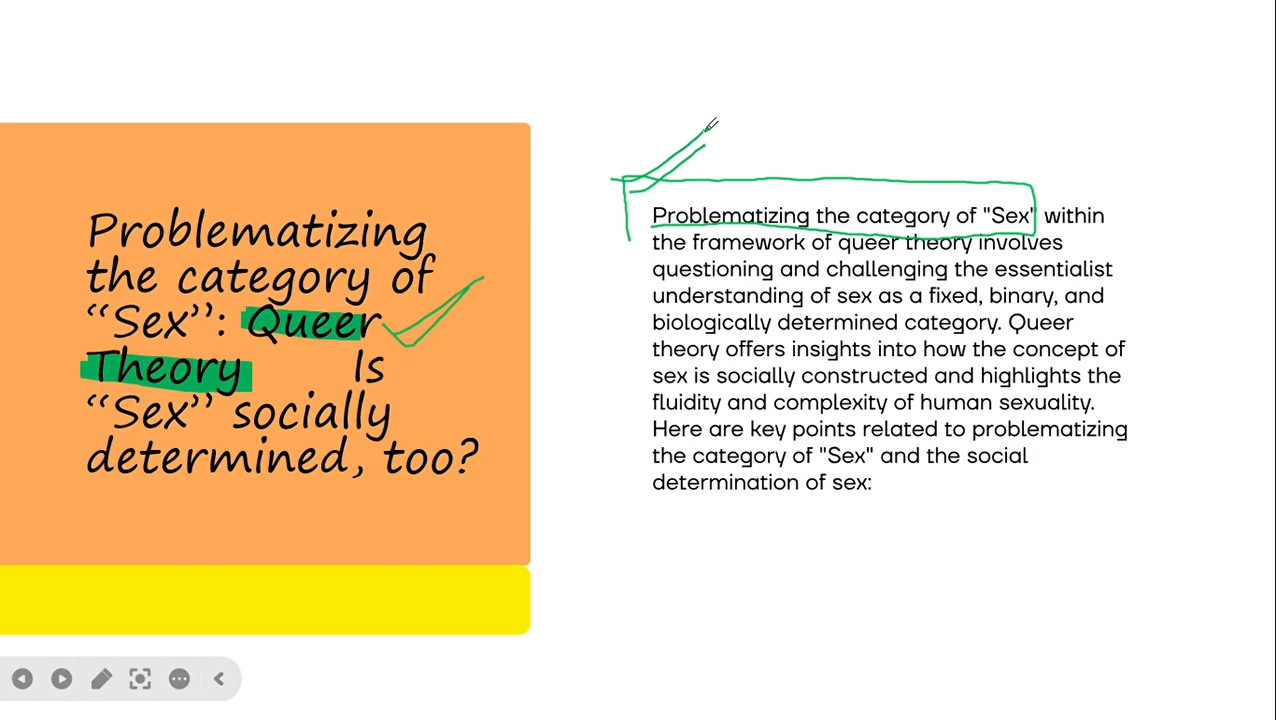 Problematizing
the category of
“Sex”: Queer
Theory Is
“Sex” socially
determined, too?
Problematizing the category of "Sex" within
the framework of queer theory involves
questioning and challenging the essentialist
understanding of sex as a fixed, binary, and
biologically determined category. Queer
theory offers insights into how the concept of
sex is socially constructed and highlights the
fluidity and complexity of human sexuality.
Here are key points related to problematizing
the category of "Sex" and the social
determination of sex: